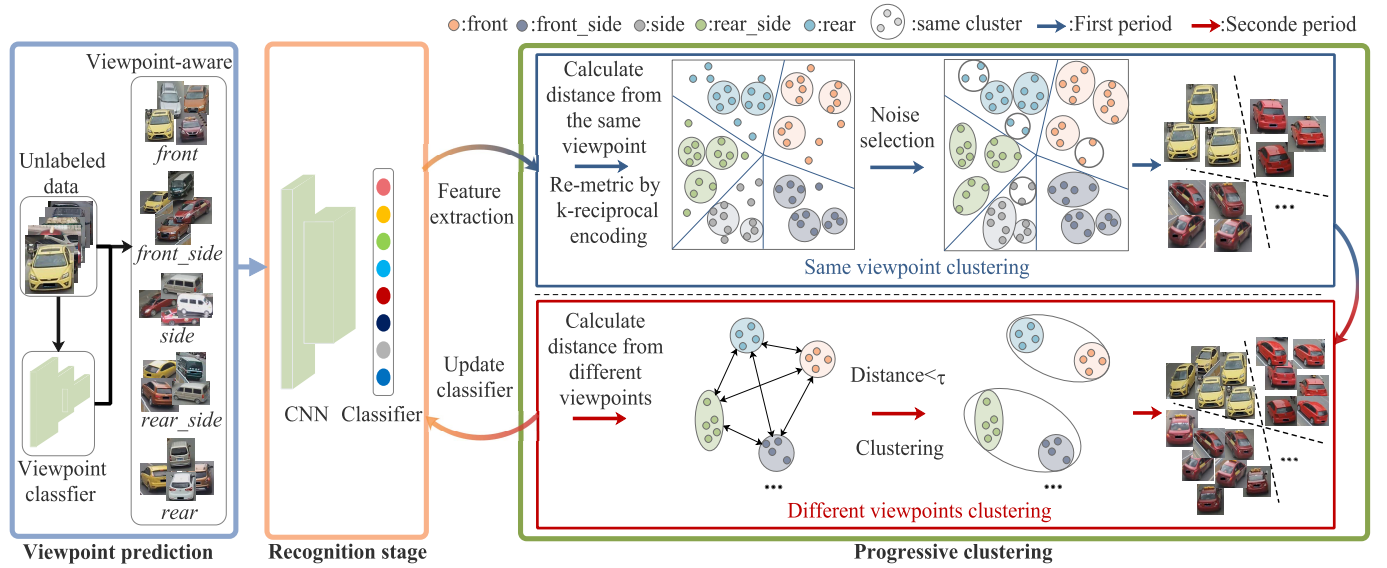 :front :front_side :side :rear_side :rear :same cluster :First period :Seconde period
Viewpoint-aware
front
Unlabeled
data
front_side
side
rear_side
Viewpoint
classfier
rear
Viewpoint prediction
CNN Classifier
Recognition stage
Feature
extraction
Update
classifier
Calculate
distance from
the same
viewpoint
Re-metric by
k-reciprocal
encoding
Noise
selection
...
Same viewpoint clustering
Calculate
distance from
different
viewpoints
...
Distance<τ
Clustering
...
...
Different viewpoints clustering
Progressive clustering